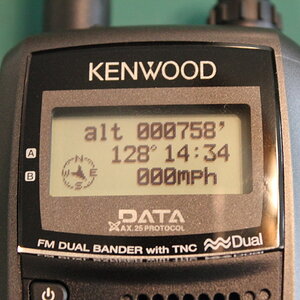 KENWOOD
alt 000758'
A
128° 14:34
B
N
W E
S
000mph
DATA
AX.25 PROTOCOL
FM DUAL BANDER with TNC Dual